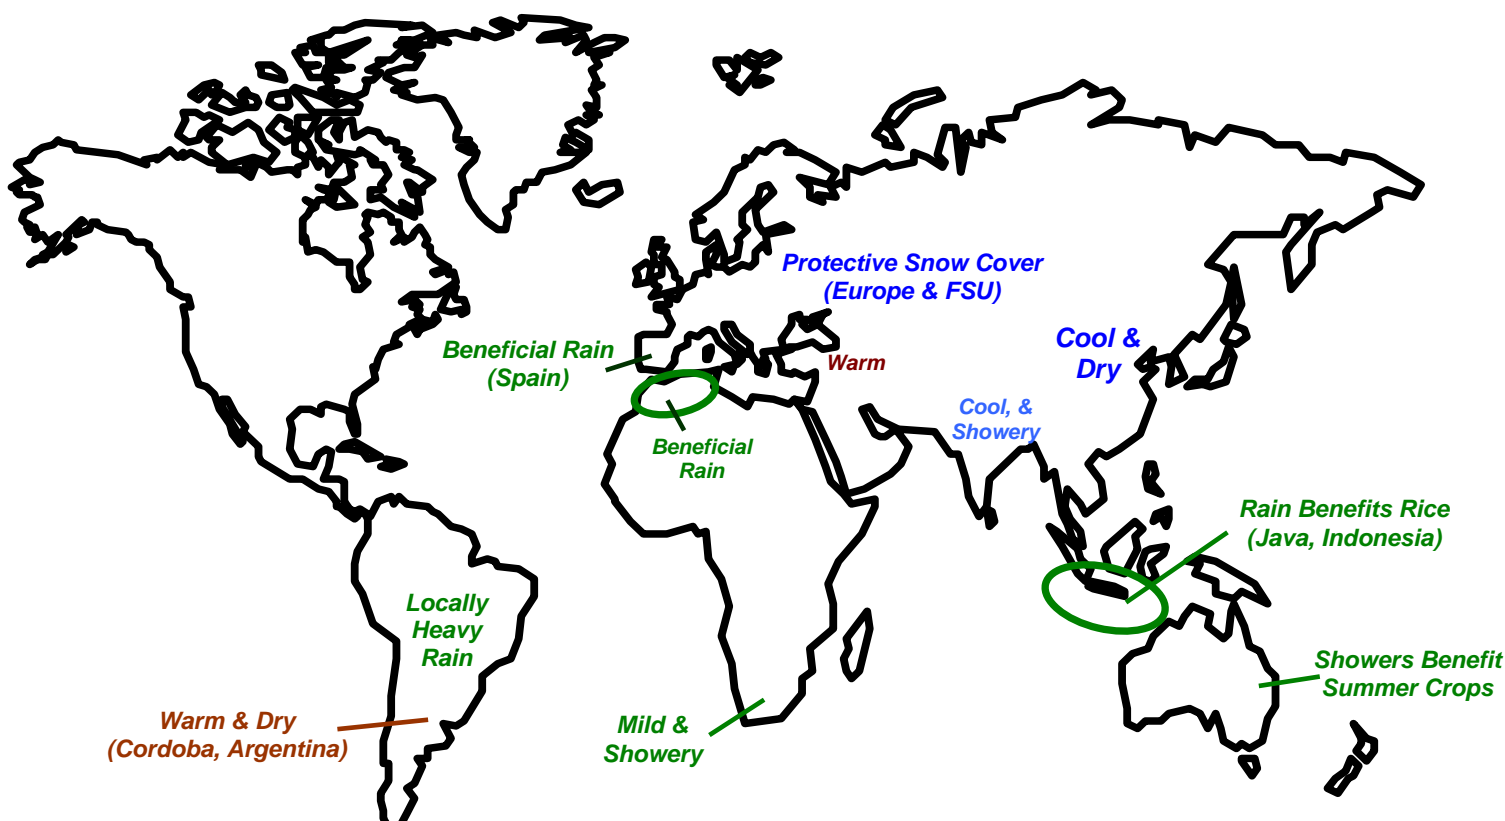 Protective Snow Cover
(Europe & FSU)
Cool &
Dry
Beneficial Rain
(Spain)
Warm
Cool, &
Showery
Beneficial
Rain
Rain Benefits Rice
(Java, Indonesia)
Locally
Heavy
Rain
Showers Benefit
Summer Crops
Warm & Dry
(Cordoba, Argentina)
Mild &
Showery